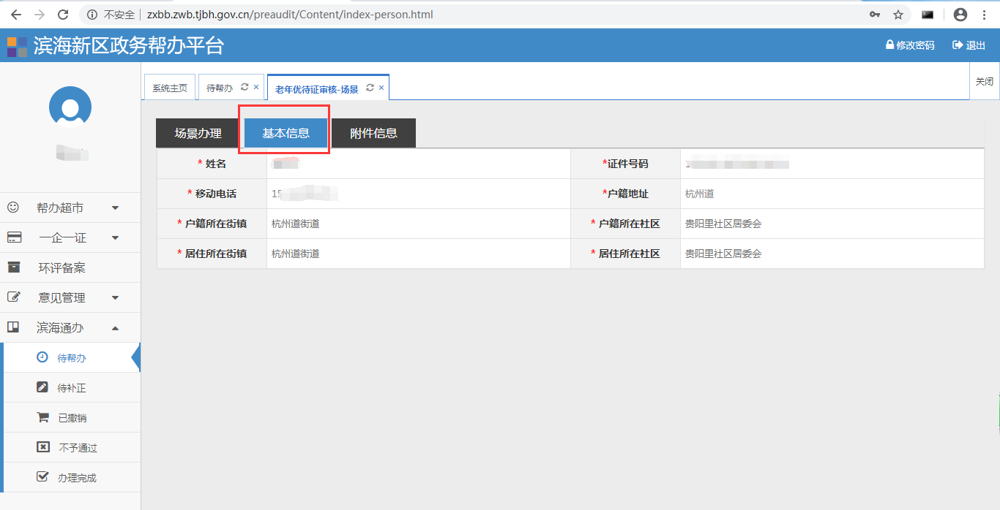 不安全 | zxbb.zwb.tjbh.gov.cn/preaudit/Content/index-person.html
滨海新区政务帮办平台
修改密码 退出
系统主页 待帮办 老年优待证审核-场景 关闭
场景办理 基本信息 附件信息
* 姓名 *证件号码
* 移动电话 15 *户籍地址 杭州道
* 户籍所在街镇 杭州道街道 * 户籍所在社区 贵阳里社区居委会
* 居住所在街镇 杭州道街道 * 居住所在社区 贵阳里社区居委会
帮办超市
一企一证
环评备案
意见管理
滨海通办
待帮办
待补正
已撤销
不予通过
办理完成